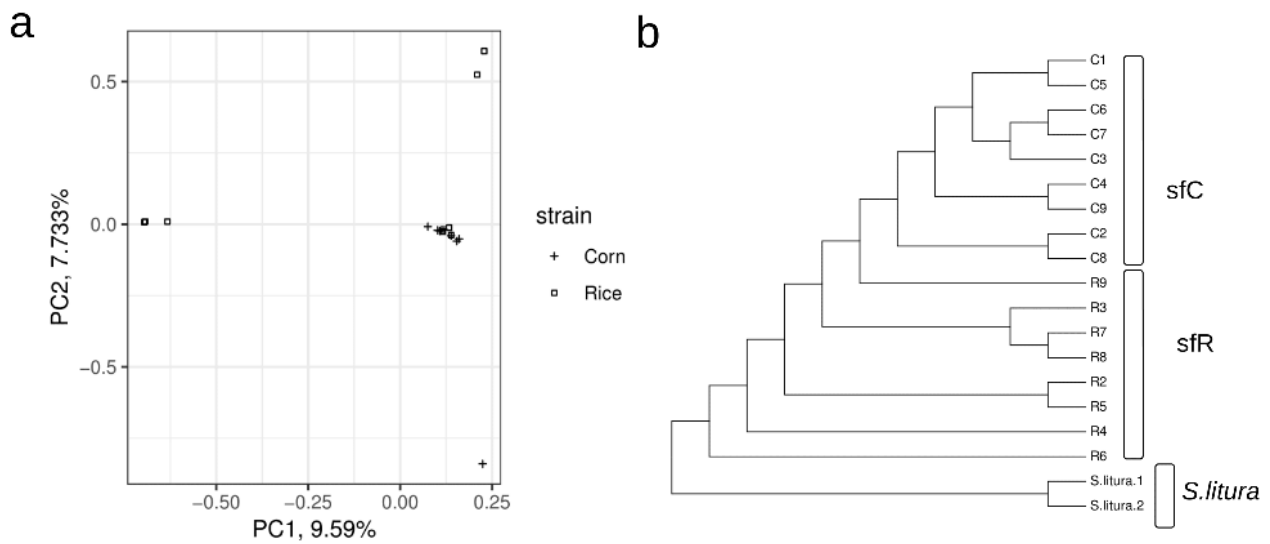 a
0.5
0.0
−0.5
PC2, 7.733%
−0.50
−0.25
0.00
0.25
PC1, 9.59%
strain
Corn
Rice
b
C1
C5
C6
C7
C3
C4
C9
C2
C8
R9
R3
R7
R8
R2
R5
R4
R6
S.litura.1
S.litura.2
sfC
sfR
S.litura